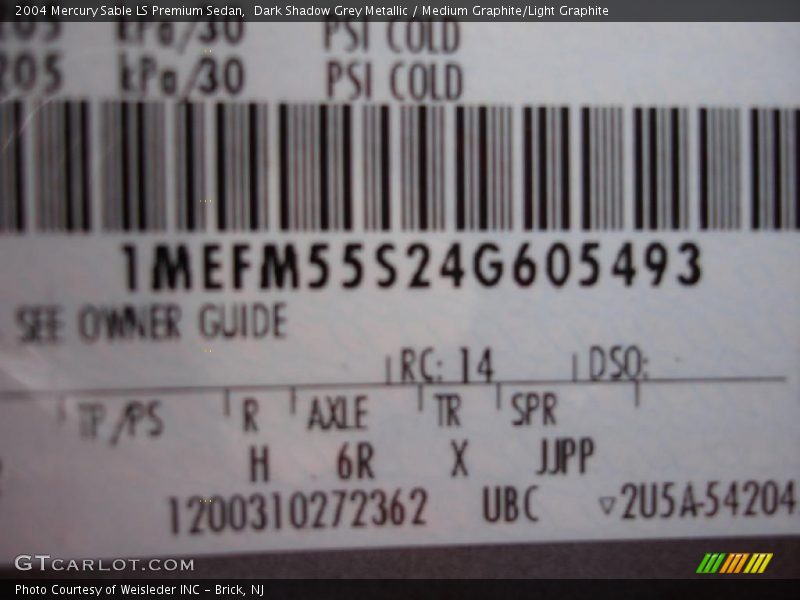 2004 Mercury Sable LS Premium Sedan,  Dark Shadow Grey Metallic / Medium Graphite/Light Graphite
kPa/30 PSI COLD
205 kPa/30 PSI COLD
1MEFM55S24G605493
SEE OWNER GUIDE
RC: 14 DSO:
TP/PS R AXLE TR SPR
H 6R X JJPP
1200310272362 UBC ▽2U5A-54204
GTCARLOT.COM
Photo Courtesy of Weisleder INC – Brick, NJ